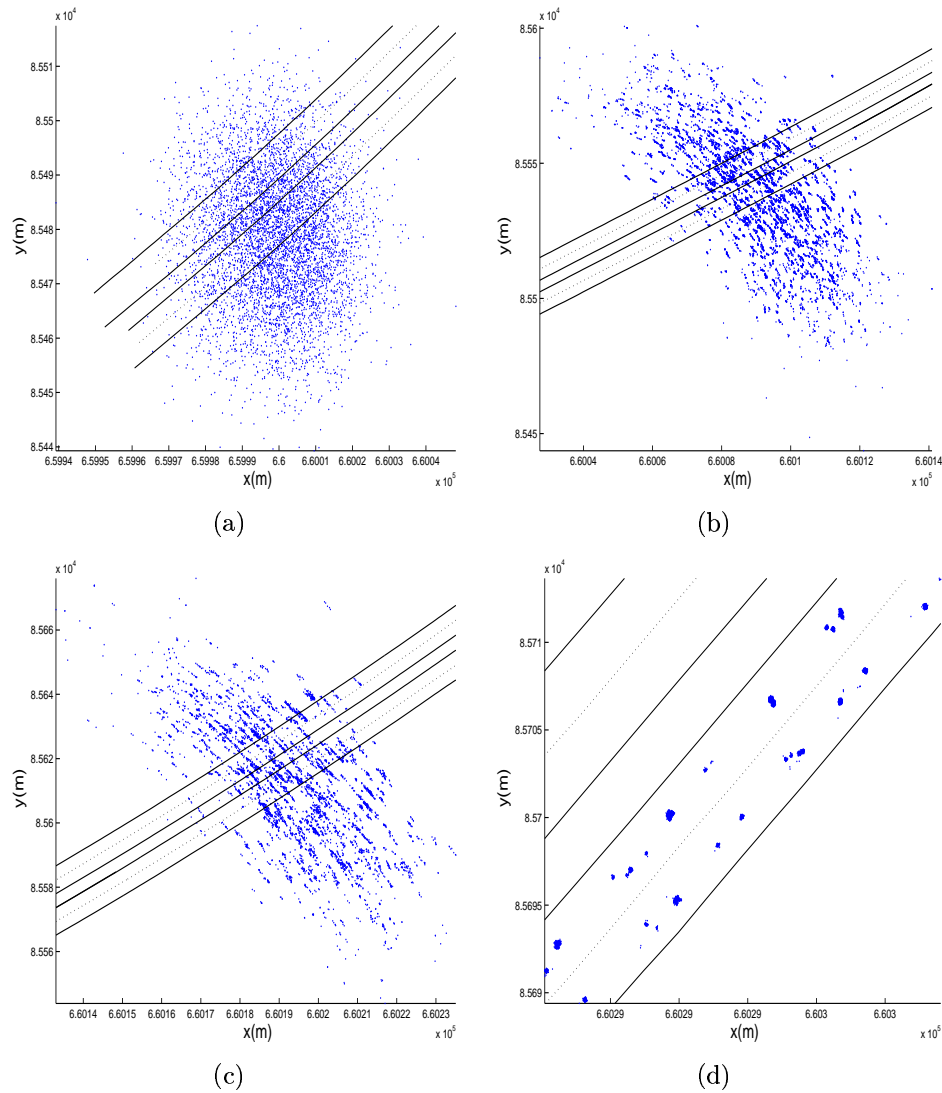 x 10⁴
8.551
8.55
8.549
8.548
8.547
8.546
8.545
8.544
y(m)
6.5994 6.5995 6.5996 6.5997 6.5998 6.5999 6.6 6.6001 6.6002 6.6003 6.6004
x(m)
x 10⁵
(a)
x 10⁴
8.56
8.555
8.55
8.545
y(m)
6.6004 6.6006 6.6008 6.601 6.6012 6.6014
x(m)
x 10⁵
(b)
x 10⁴
8.566
8.564
8.562
8.56
8.558
8.556
y(m)
6.6014 6.6015 6.6016 6.6017 6.6018 6.6019 6.602 6.6021 6.6022 6.6023
x(m)
x 10⁵
(c)
x 10⁴
8.571
8.5705
8.57
8.5695
8.569
y(m)
6.6029 6.6029 6.6029 6.603 6.603
x(m)
x 10⁵
(d)